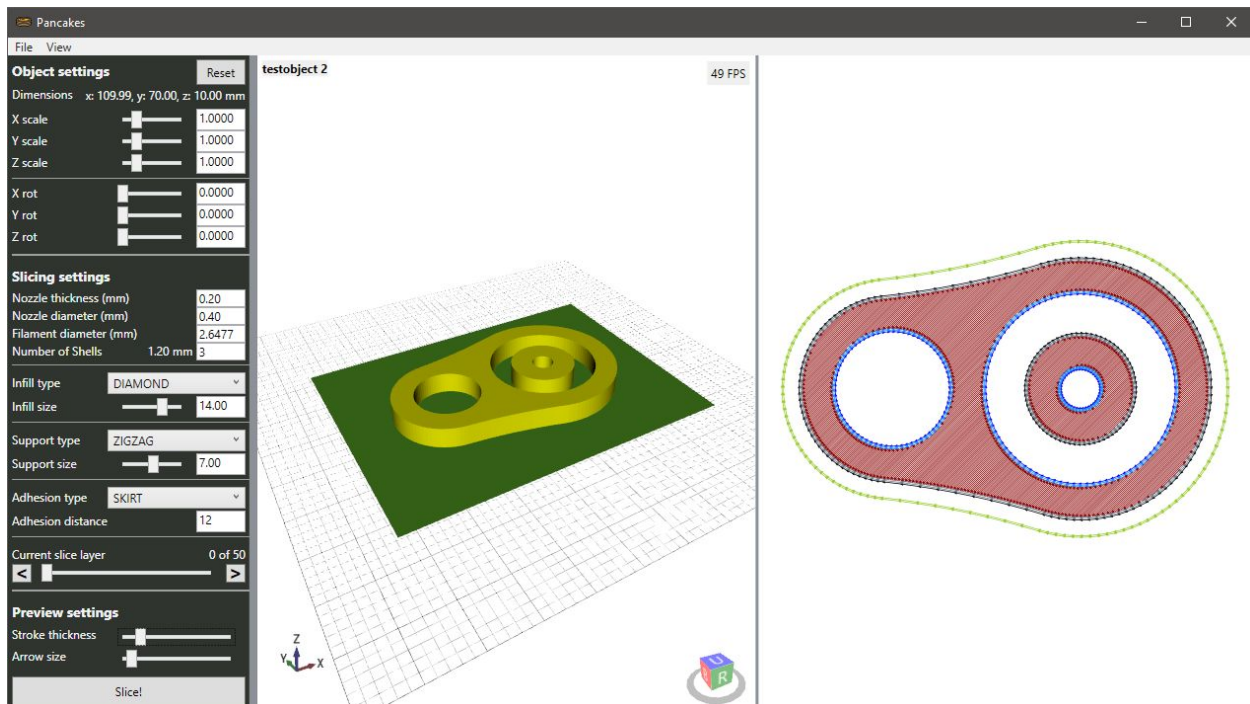 Pancakes
File View
Object settings Reset
Dimensions x: 109.99, y: 70.00, z: 10.00 mm
X scale 1.0000
Y scale 1.0000
Z scale 1.0000
X rot 0.0000
Y rot 0.0000
Z rot 0.0000
Slicing settings
Nozzle thickness (mm) 0.20
Nozzle diameter (mm) 0.40
Filament diameter (mm) 2.6477
Number of Shells 1.20 mm 3
Infill type DIAMOND
Infill size 14.00
Support type ZIGZAG
Support size 7.00
Adhesion type SKIRT
Adhesion distance 12
Current slice layer 0 of 50
< >
Preview settings
Stroke thickness
Arrow size
Slice!
testobject 2
49 FPS
Z
Y X
U
R